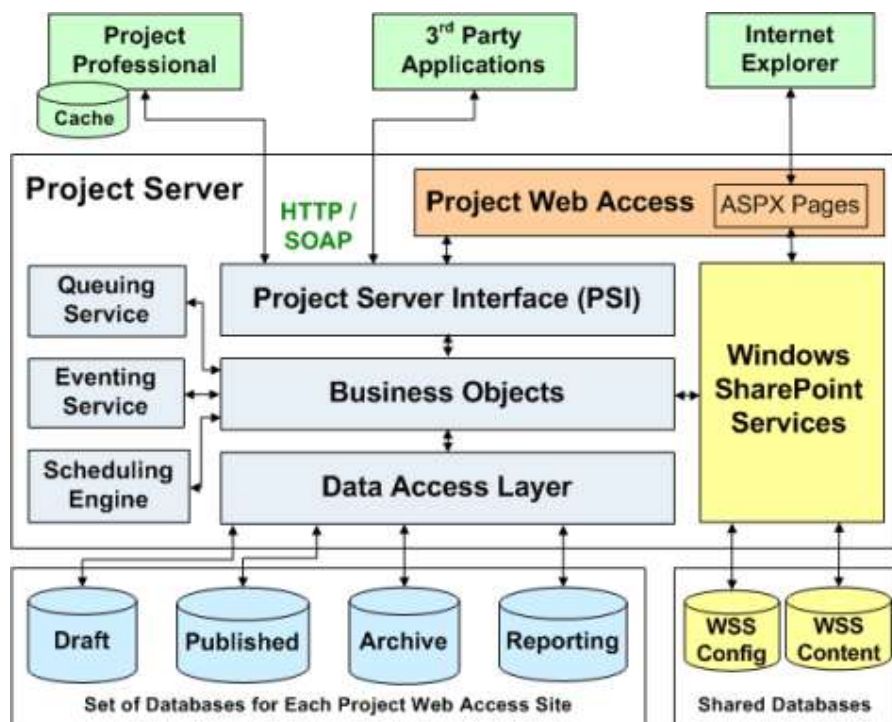 Project
Professional
Cache
3rd Party
Applications
Internet
Explorer
Project Server
HTTP /
SOAP
Project Web Access
ASPX Pages
Queuing
Service
Project Server Interface (PSI)
Eventing
Service
Business Objects
Windows
SharePoint
Services
Scheduling
Engine
Data Access Layer
Draft
Published
Archive
Reporting
WSS
Config
WSS
Content
Set of Databases for Each Project Web Access Site
Shared Databases